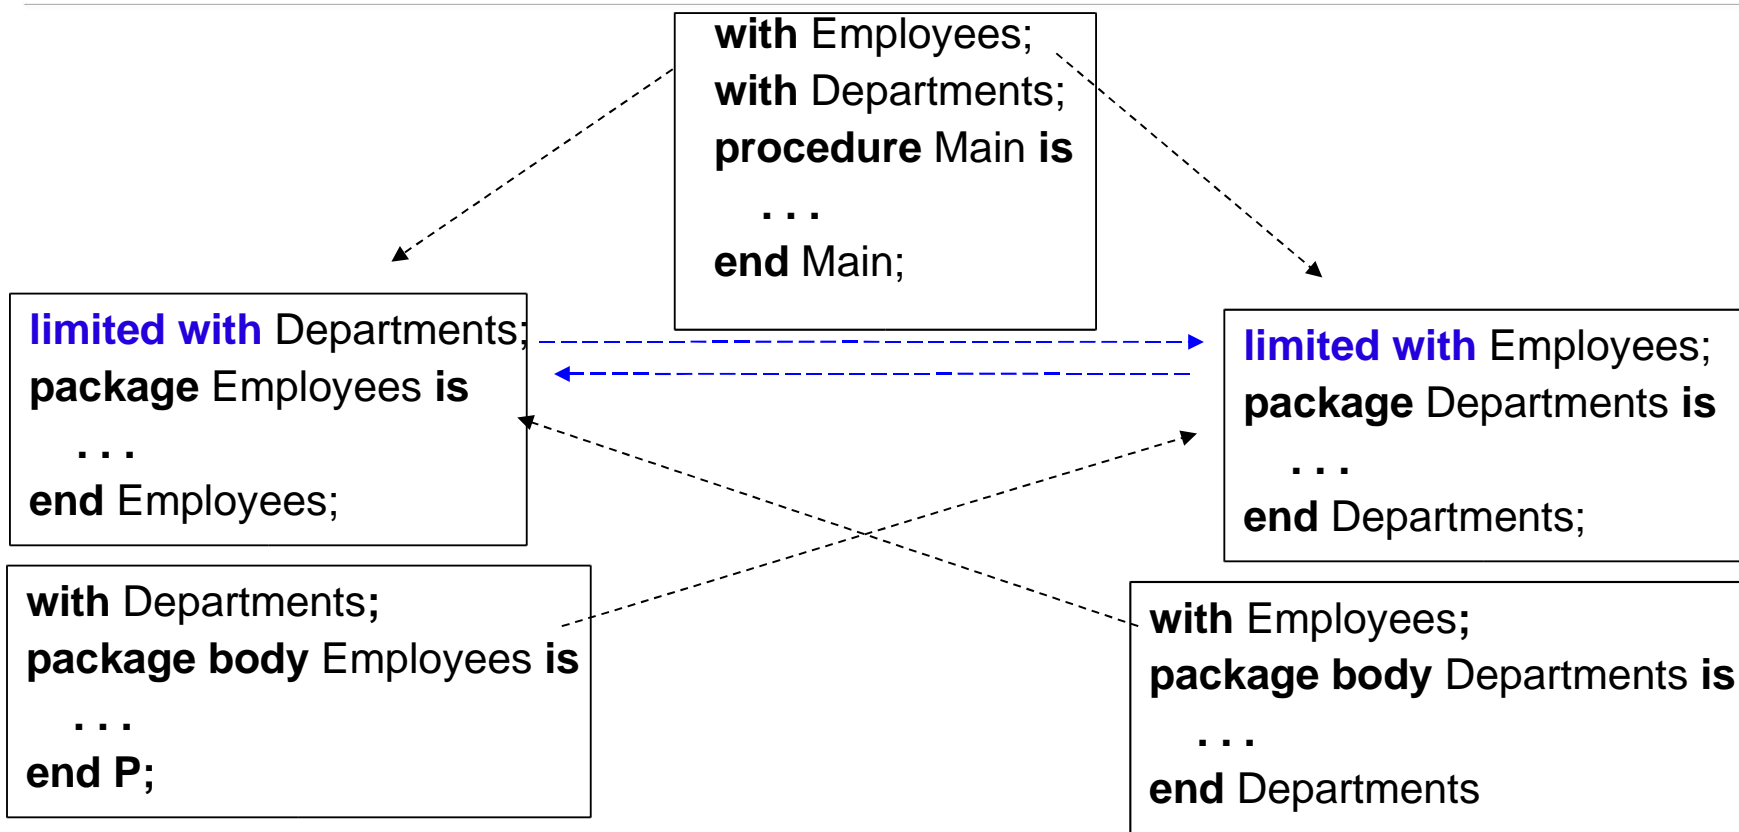 with Employees;
with Departments;
procedure Main is
. . .
end Main;
limited with Departments;
package Employees is
. . .
end Employees;
limited with Employees;
package Departments is
. . .
end Departments;
with Departments;
package body Employees is
. . .
end P;
with Employees;
package body Departments is
. . .
end Departments